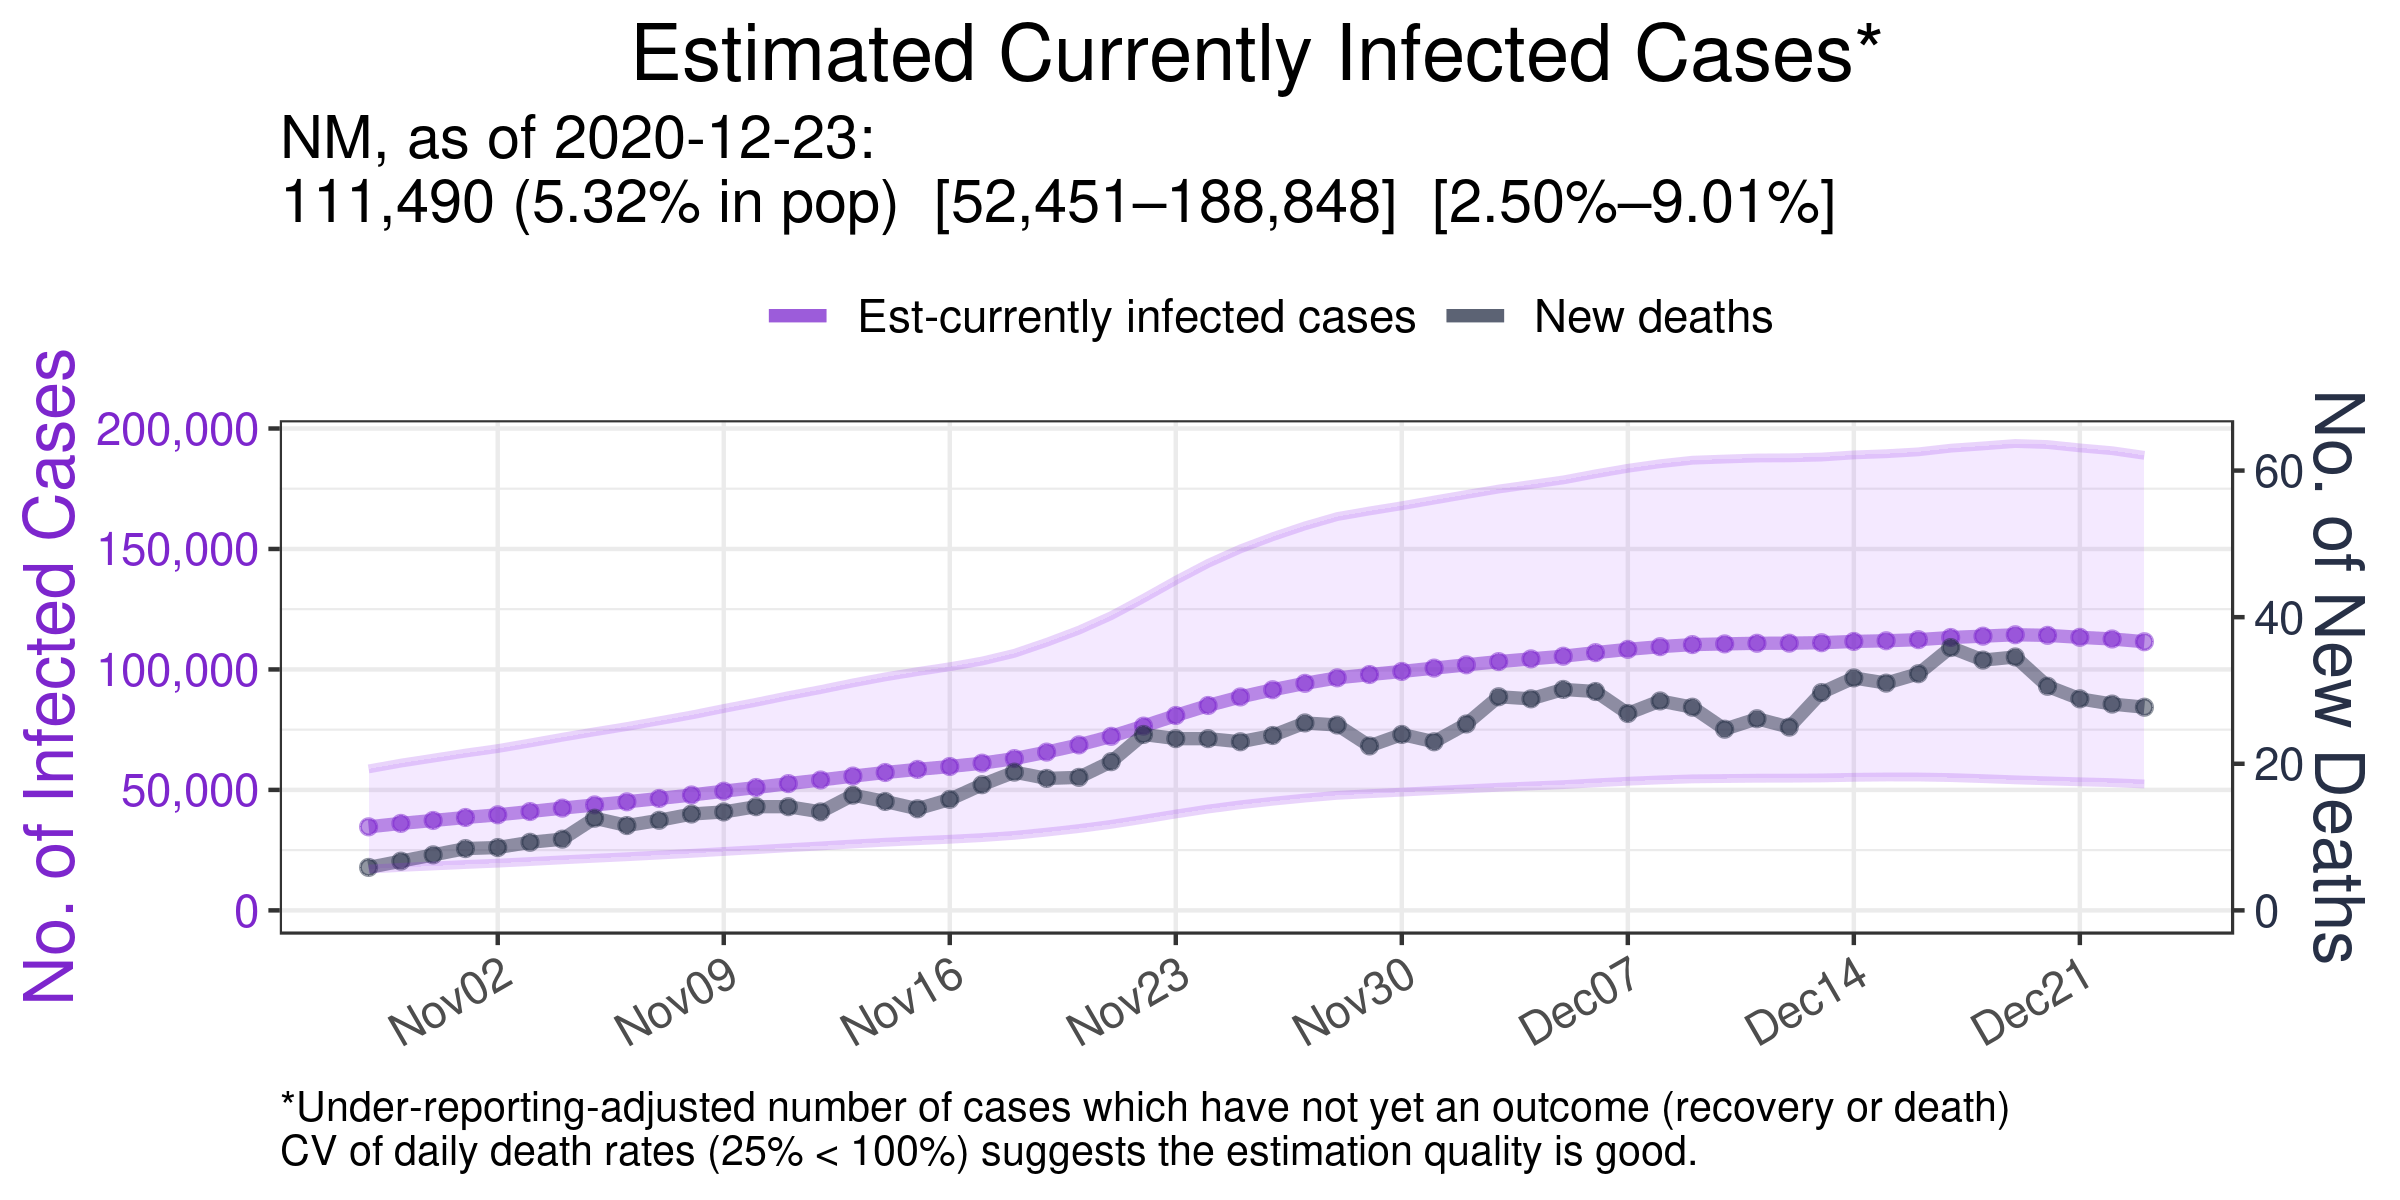 Estimated Currently Infected Cases*
NM, as of 2020-12-23:
111,490 (5.32% in pop)  [52,451–188,848]  [2.50%–9.01%]
Est-currently infected cases
New deaths
No. of Infected Cases
200,000
150,000
100,000
50,000
0
60
40
20
0
No. of New Deaths
Nov02
Nov09
Nov16
Nov23
Nov30
Dec07
Dec14
Dec21
*Under-reporting-adjusted number of cases which have not yet an outcome (recovery or death)
CV of daily death rates (25% < 100%) suggests the estimation quality is good.